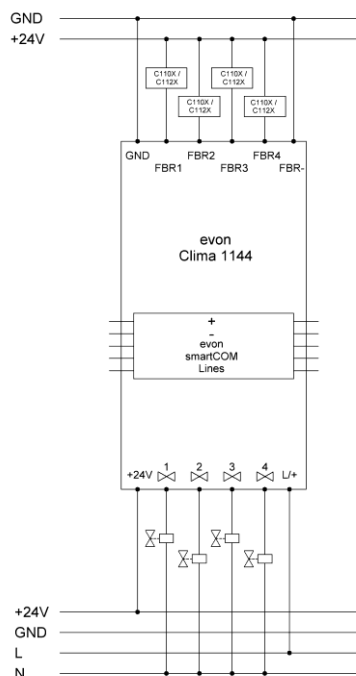 GND
+24V
C110X /
C112X
C110X /
C112X
C110X /
C112X
C110X /
C112X
GND FBR2 FBR4
FBR1 FBR3 FBR-
evon
Clima 1144
+
-
evon
smartCOM
Lines
+24V 1 2 3 4 L/+
+24V
GND
L
N